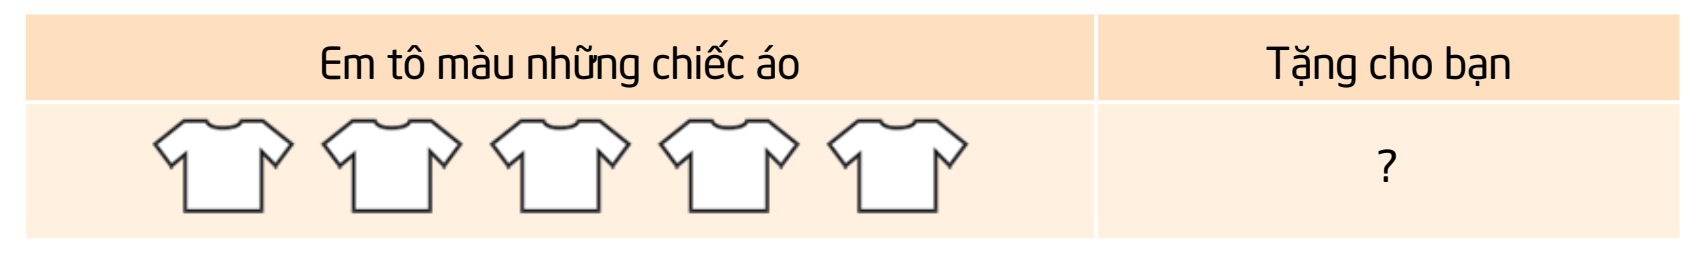 Em tô màu những chiếc áo
Tặng cho bạn
?